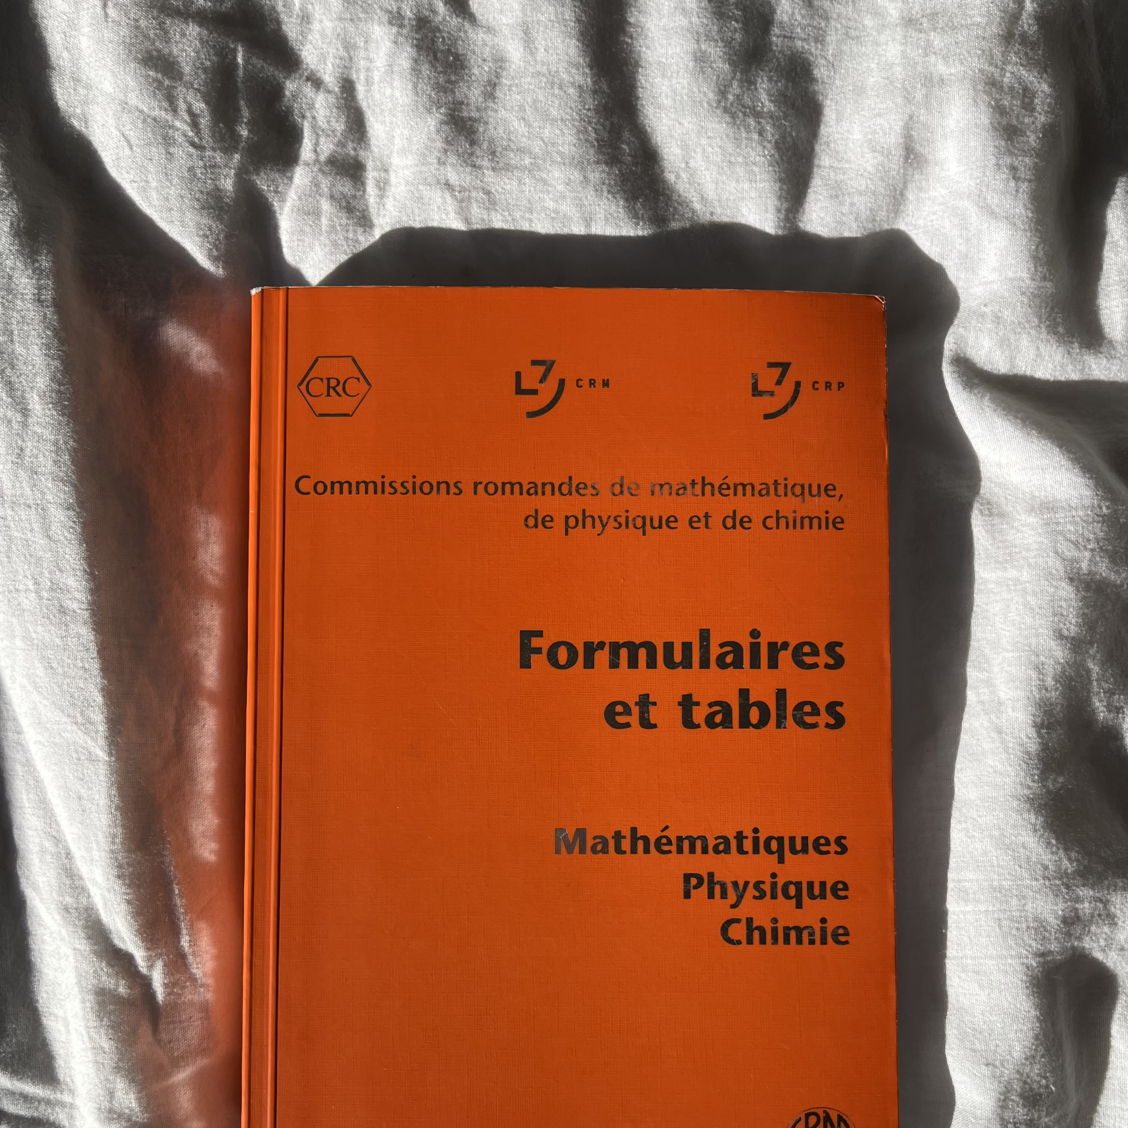 CRC
CRM
CRP
Commissions romandes de mathématique,
de physique et de chimie
Formulaires
et tables
Mathématiques
Physique
Chimie